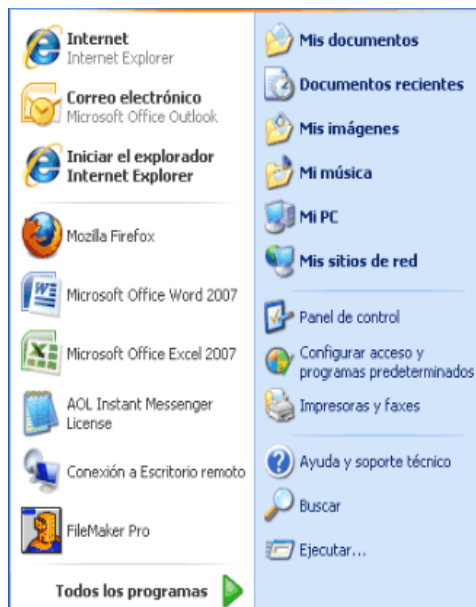 Internet
Internet Explorer
Correo electrónico
Microsoft Office Outlook
Iniciar el explorador
Internet Explorer
Mozilla Firefox
Microsoft Office Word 2007
Microsoft Office Excel 2007
AOL Instant Messenger
License
Conexión a Escritorio remoto
FileMaker Pro
Todos los programas
Mis documentos
Documentos recientes
Mis imágenes
Mi música
Mi PC
Mis sitios de red
Panel de control
Configurar acceso y
programas predeterminados
Impresoras y faxes
Ayuda y soporte técnico
Buscar
Ejecutar...